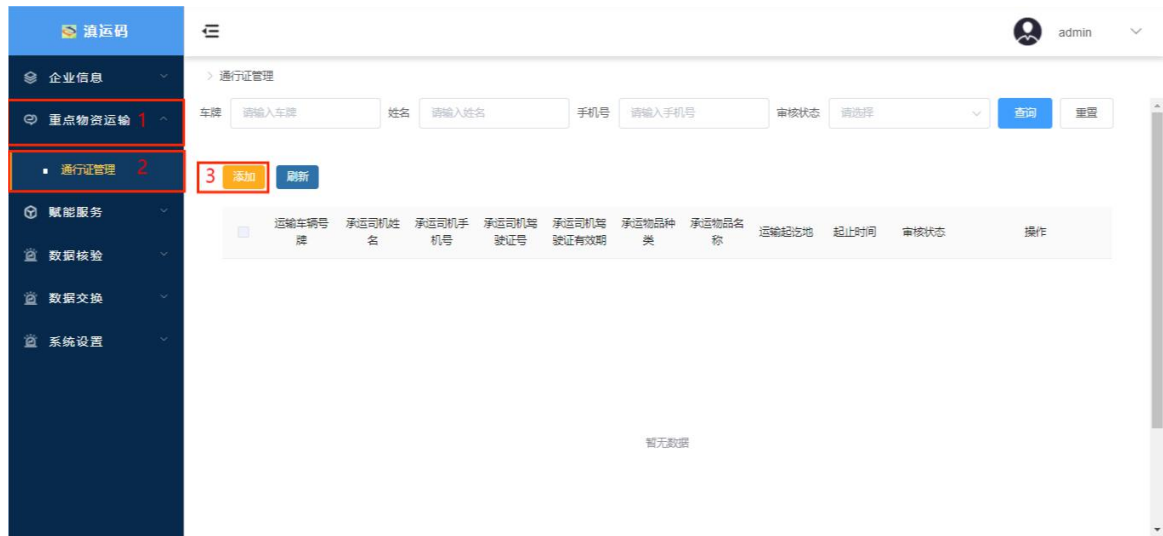 滇运码
admin
企业信息
> 通行证管理
重点物资运输 1
车牌 请输入车牌 姓名 请输入姓名 手机号 请输入手机号 审核状态 请选择 查询 重置
通行证管理 2
3 添加 刷新
赋能服务
数据核验
数据交换
系统设置
运输车辆号
牌
承运司机姓
名
承运司机手
机号
承运司机驾
驶证号
承运司机驾
驶证有效期
承运物品种
类
承运物品名
称
运输起讫地
起止时间
审核状态
操作
暂无数据